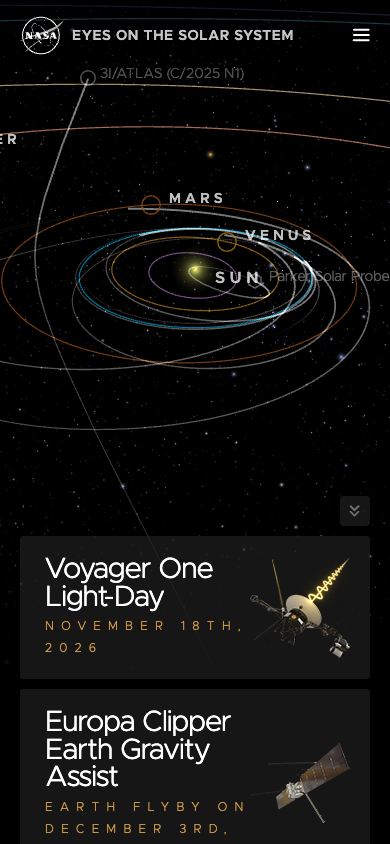 NASA EYES ON THE SOLAR SYSTEM
3I/ATLAS (C/2025 N1)
ER
MARS
VENUS
SUN Parker Solar Probe
Voyager One
Light-Day
NOVEMBER 18TH,
2026
Europa Clipper
Earth Gravity
Assist
EARTH FLYBY ON
DECEMBER 3RD,